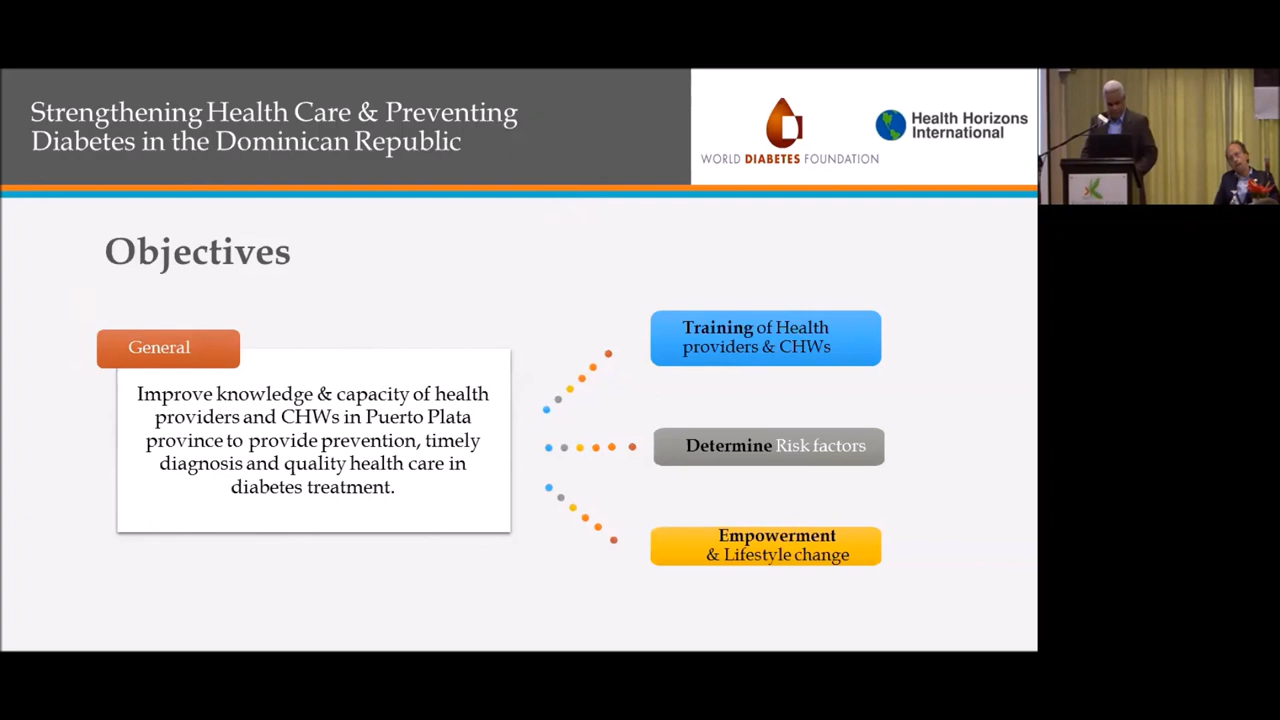 Strengthening Health Care & Preventing
Diabetes in the Dominican Republic
WORLD DIABETES FOUNDATION
Health Horizons
International
Objectives
General
Improve knowledge & capacity of health
providers and CHWs in Puerto Plata
province to provide prevention, timely
diagnosis and quality health care in
diabetes treatment.
Training of Health
providers & CHWs
Determine Risk factors
Empowerment
& Lifestyle change